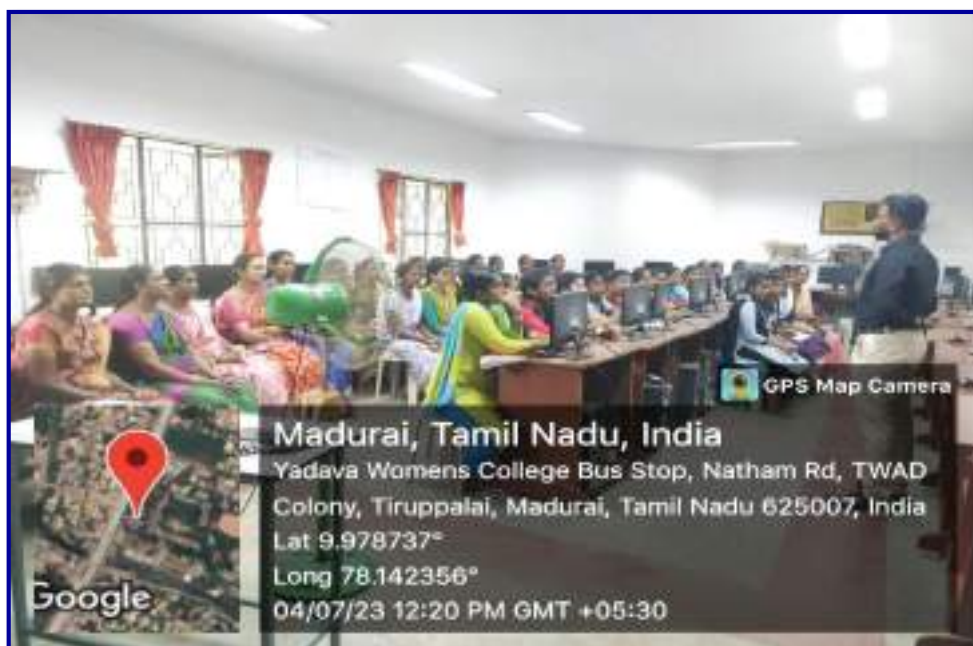 GPS Map Camera
Madurai, Tamil Nadu, India
Yadava Womens College Bus Stop, Natham Rd, TWAD
Colony, Tiruppalai, Madurai, Tamil Nadu 625007, India
Lat 9.978737°
Long 78.142356°
04/07/23 12:20 PM GMT +05:30
Google